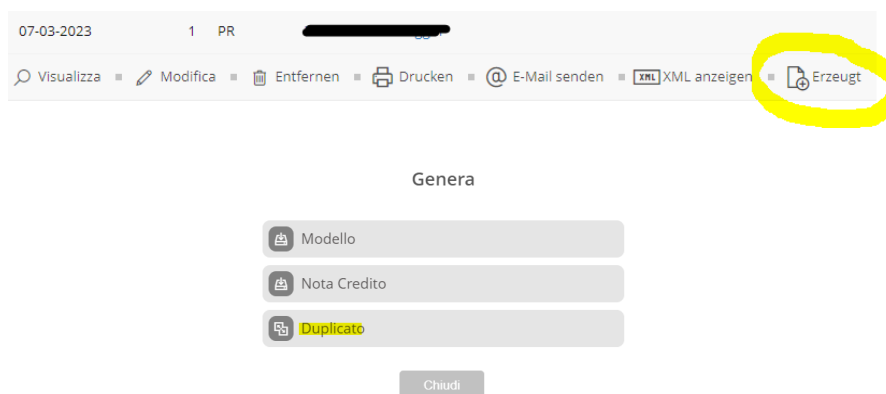 07-03-2023 1 PR
Visualizza Modifica Entfernen Drucken E-Mail senden XML XML anzeigen Erzeugt
Genera
Modello
Nota Credito
Duplicato
Chiudi